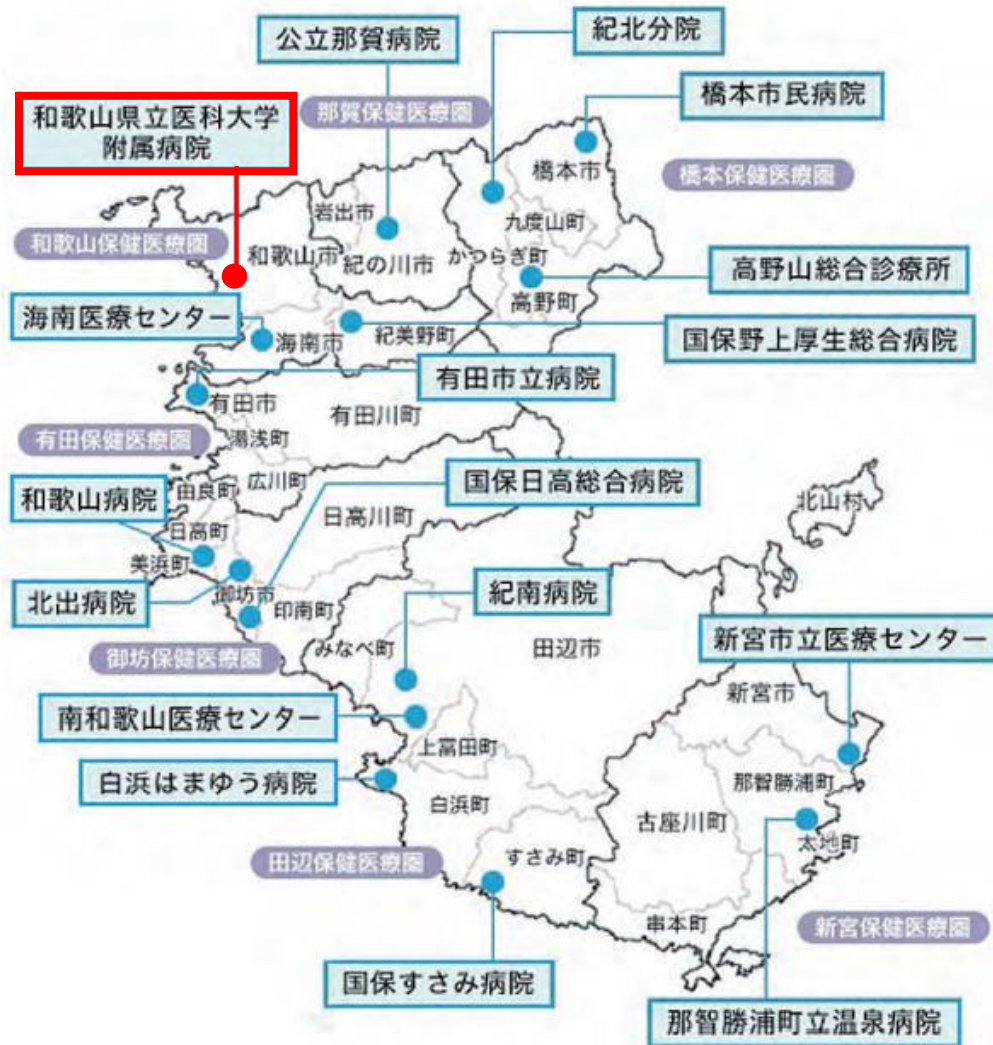 公立那賀病院
紀北分院
橋本市民病院
和歌山県立医科大学
附属病院
那賀保健医療圏
橋本市
橋本保健医療圏
岩出市
九度山町
和歌山保健医療圏
和歌山市
紀の川市
かつらぎ町
高野山総合診療所
高野町
海南医療センター
海南市
紀美野町
国保野上厚生総合病院
有田市立病院
有田市
有田川町
湯浅町
有田保健医療圏
広川町
国保日高総合病院
和歌山病院
由良町
北山村
日高町
日高川町
美浜町
北出病院
御坊市
印南町
紀南病院
みなべ町
田辺市
新宮市立医療センター
御坊保健医療圏
新宮市
南和歌山医療センター
上富田町
白浜はまゆう病院
白浜町
那智勝浦町
古座川町
太地町
田辺保健医療圏
すさみ町
串本町
新宮保健医療圏
国保すさみ病院
那智勝浦町立温泉病院